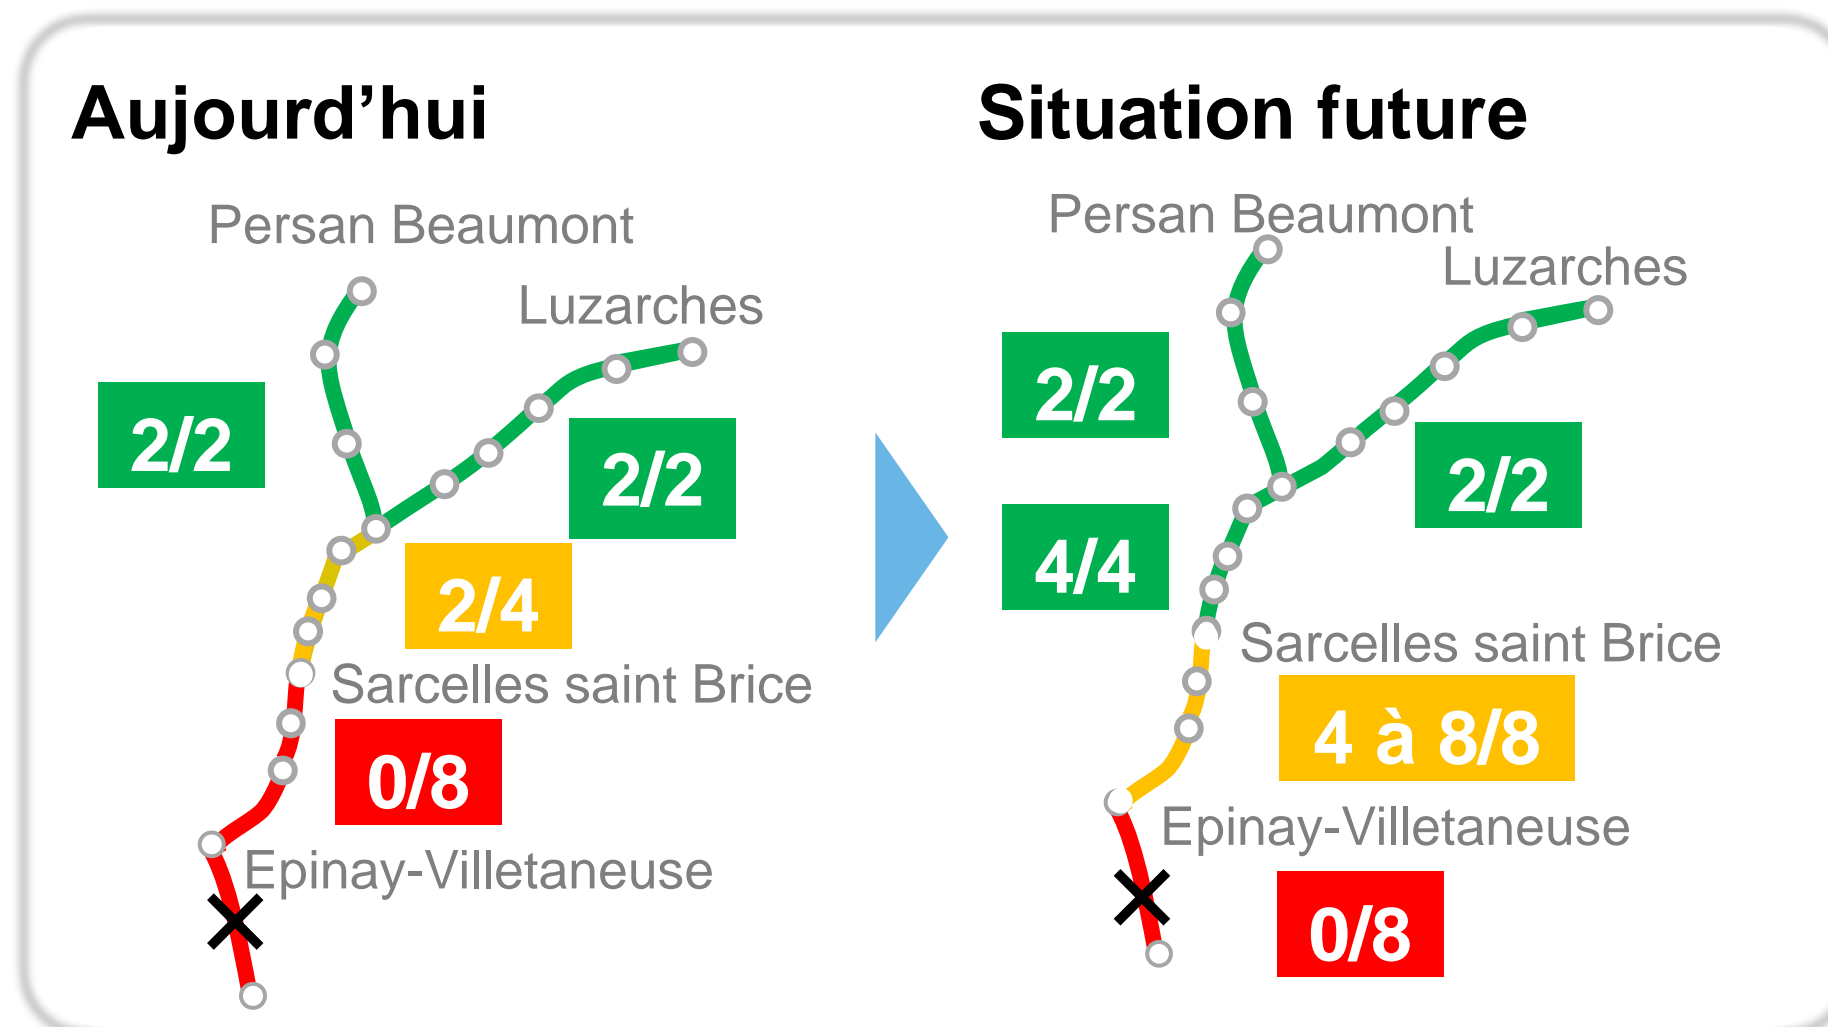 Aujourd’hui
Persan Beaumont
Luzarches
2/2
2/2
2/4
Sarcelles saint Brice
0/8
Epinay-Villetaneuse
Situation future
Persan Beaumont
Luzarches
2/2
2/2
4/4
Sarcelles saint Brice
4 à 8/8
Epinay-Villetaneuse
0/8